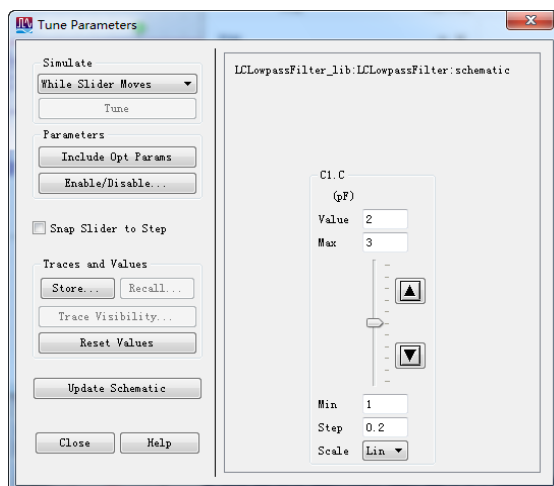 Tune Parameters
Simulate
While Slider Moves
Tune
Parameters
Include Opt Params
Enable/Disable...
Snap Slider to Step
Traces and Values
Store... Recall...
Trace Visibility...
Reset Values
Update Schematic
Close Help
LCLowpassFilter_lib:LCLowpassFilter:schematic
C1.C
(pF)
Value 2
Max 3
Min 1
Step 0.2
Scale Lin